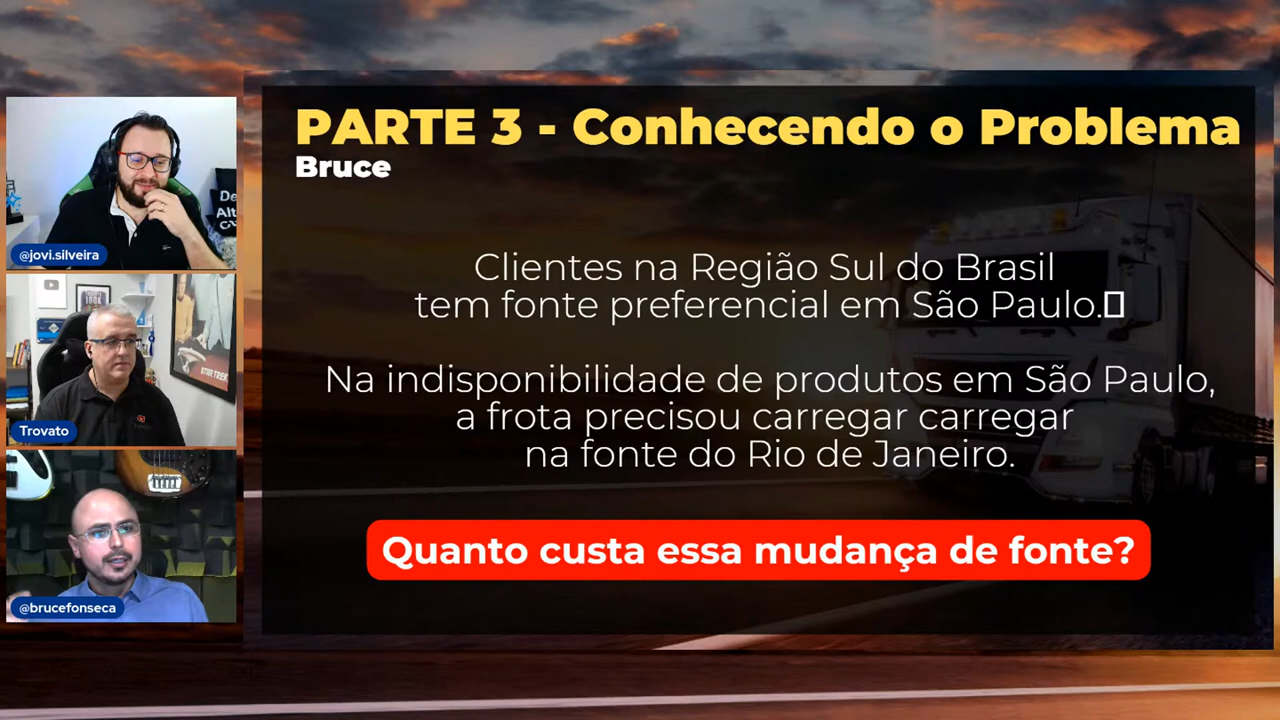 PARTE 3 - Conhecendo o Problema
Bruce
Clientes na Região Sul do Brasil
tem fonte preferencial em São Paulo.
Na indisponibilidade de produtos em São Paulo,
a frota precisou carregar carregar
na fonte do Rio de Janeiro.
Quanto custa essa mudança de fonte?
@jovi.silveira
Trovato
STAR TREK
@brucefonseca